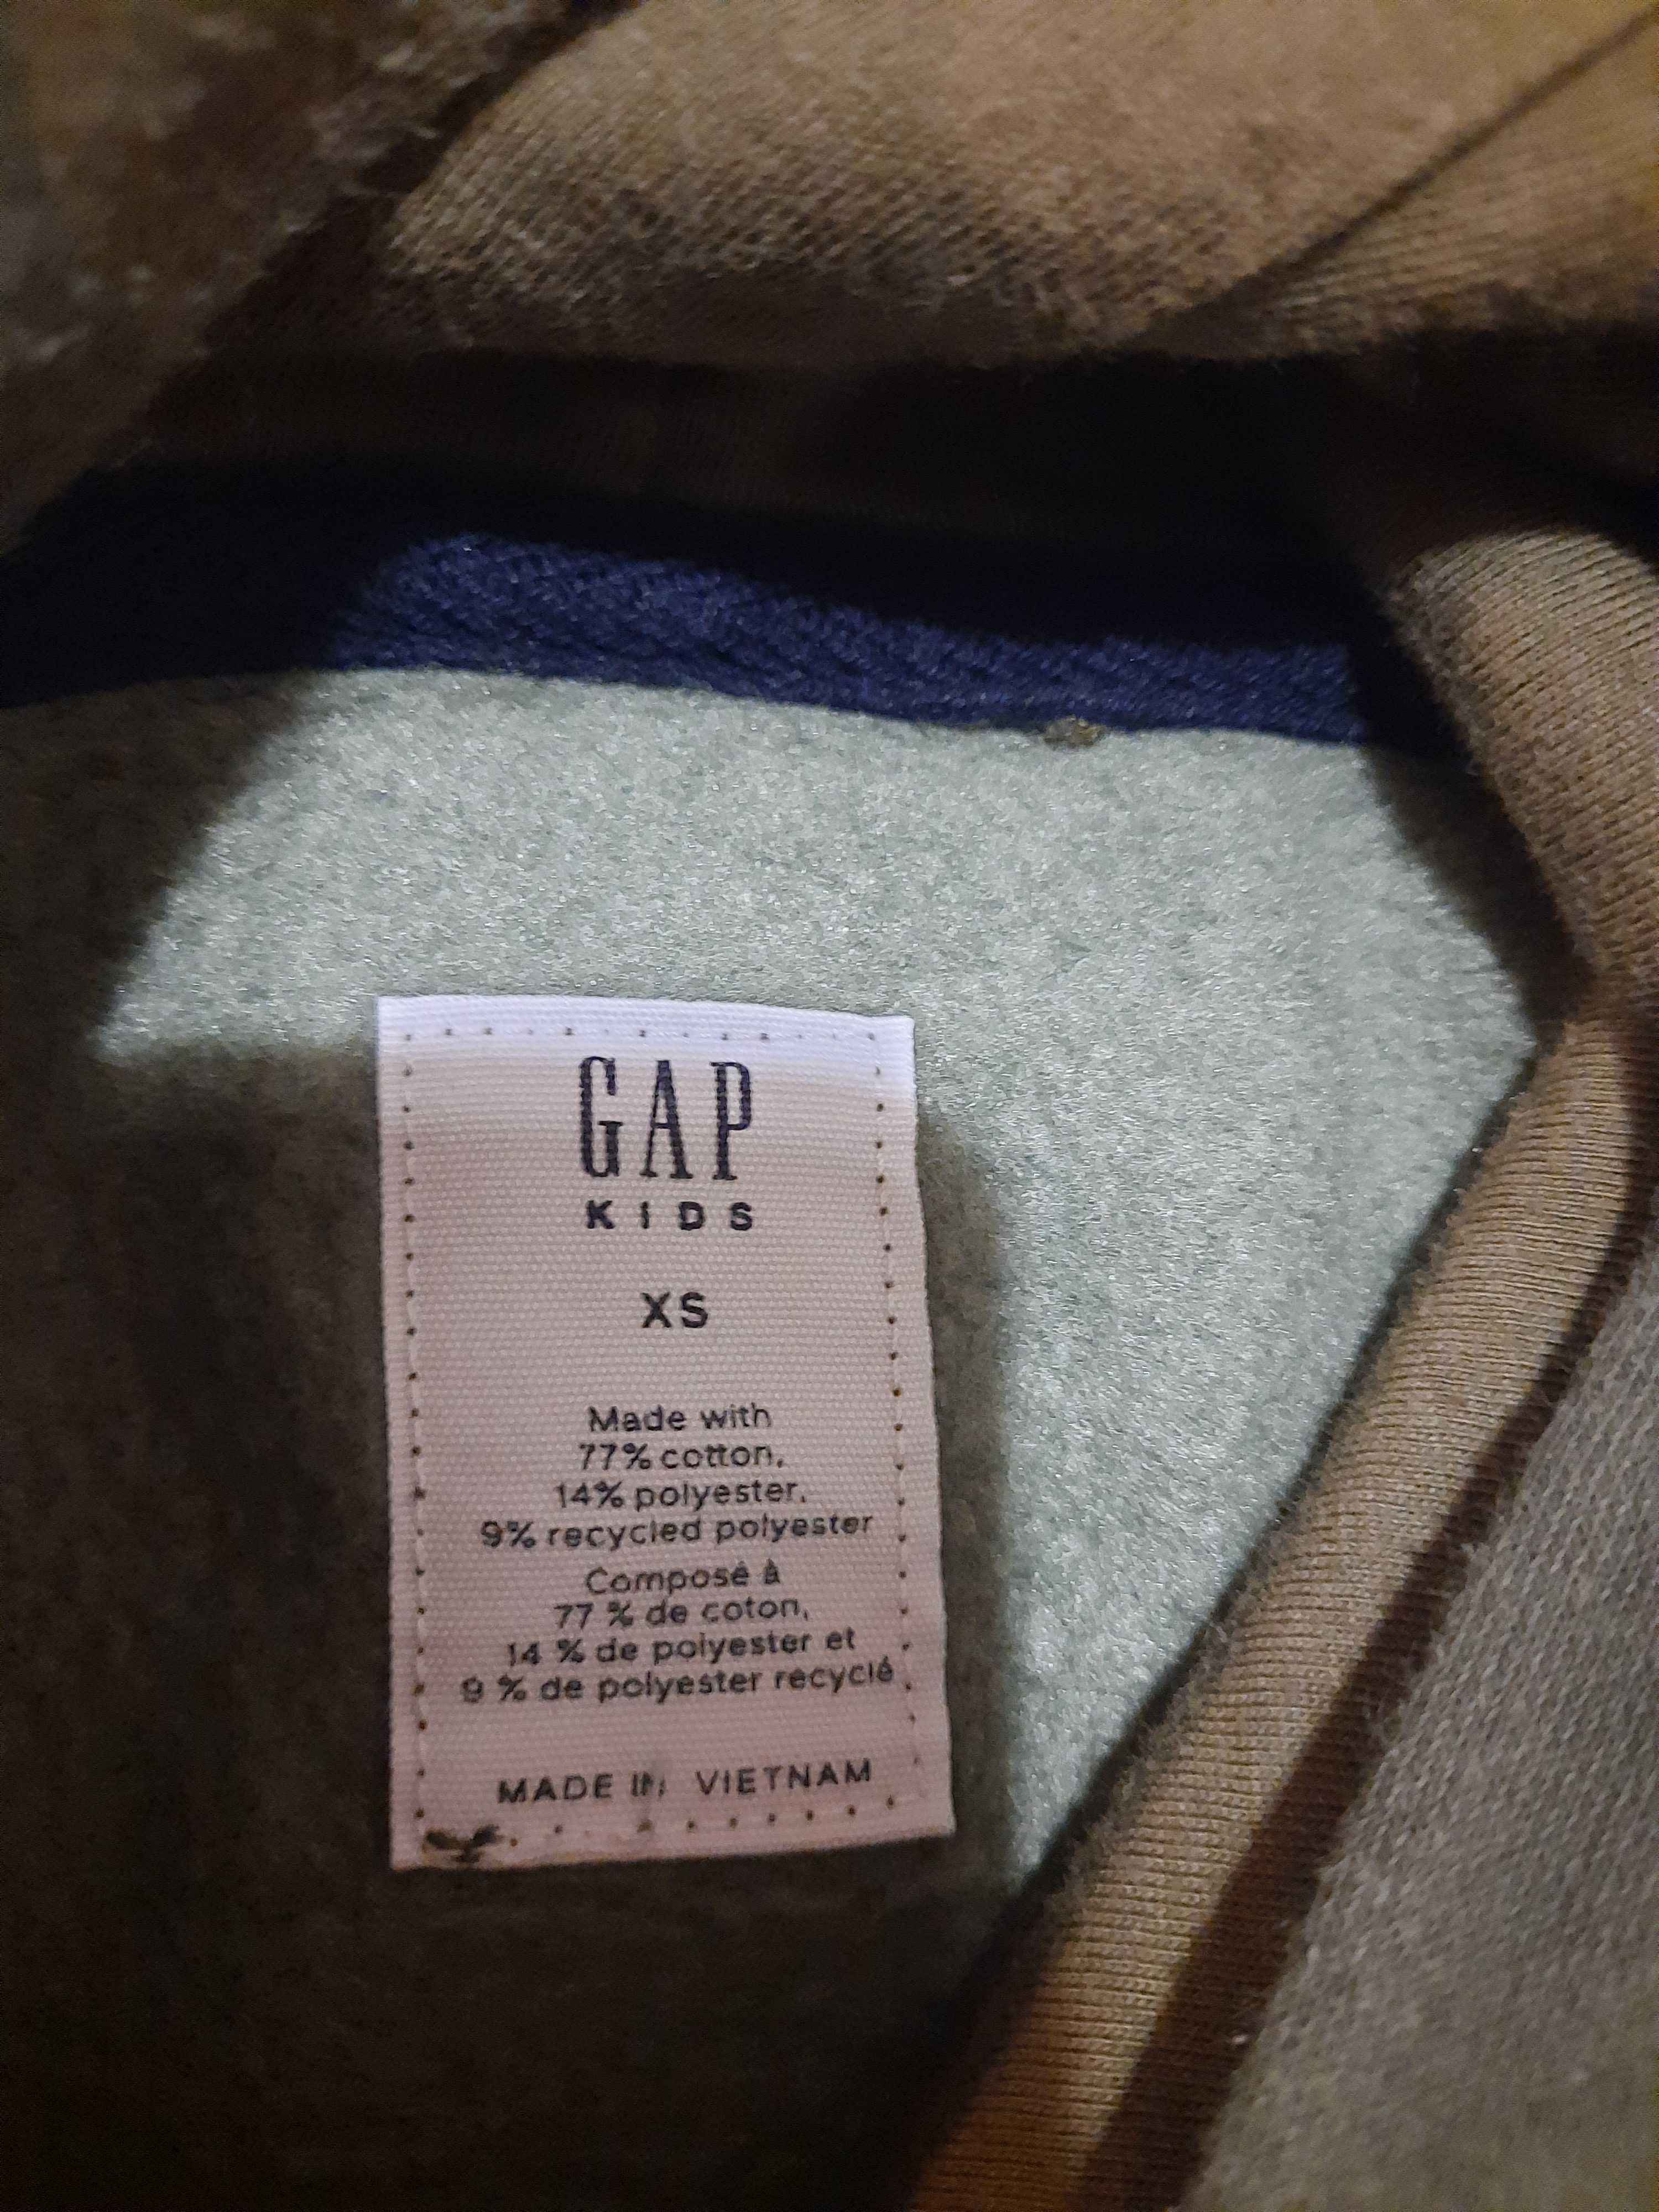 GAP
KIDS
XS
Made with
77% cotton,
14% polyester,
9% recycled polyester
Composé à
77 % de coton,
14 % de polyester et
9 % de polyester recyclé
MADE IN VIETNAM